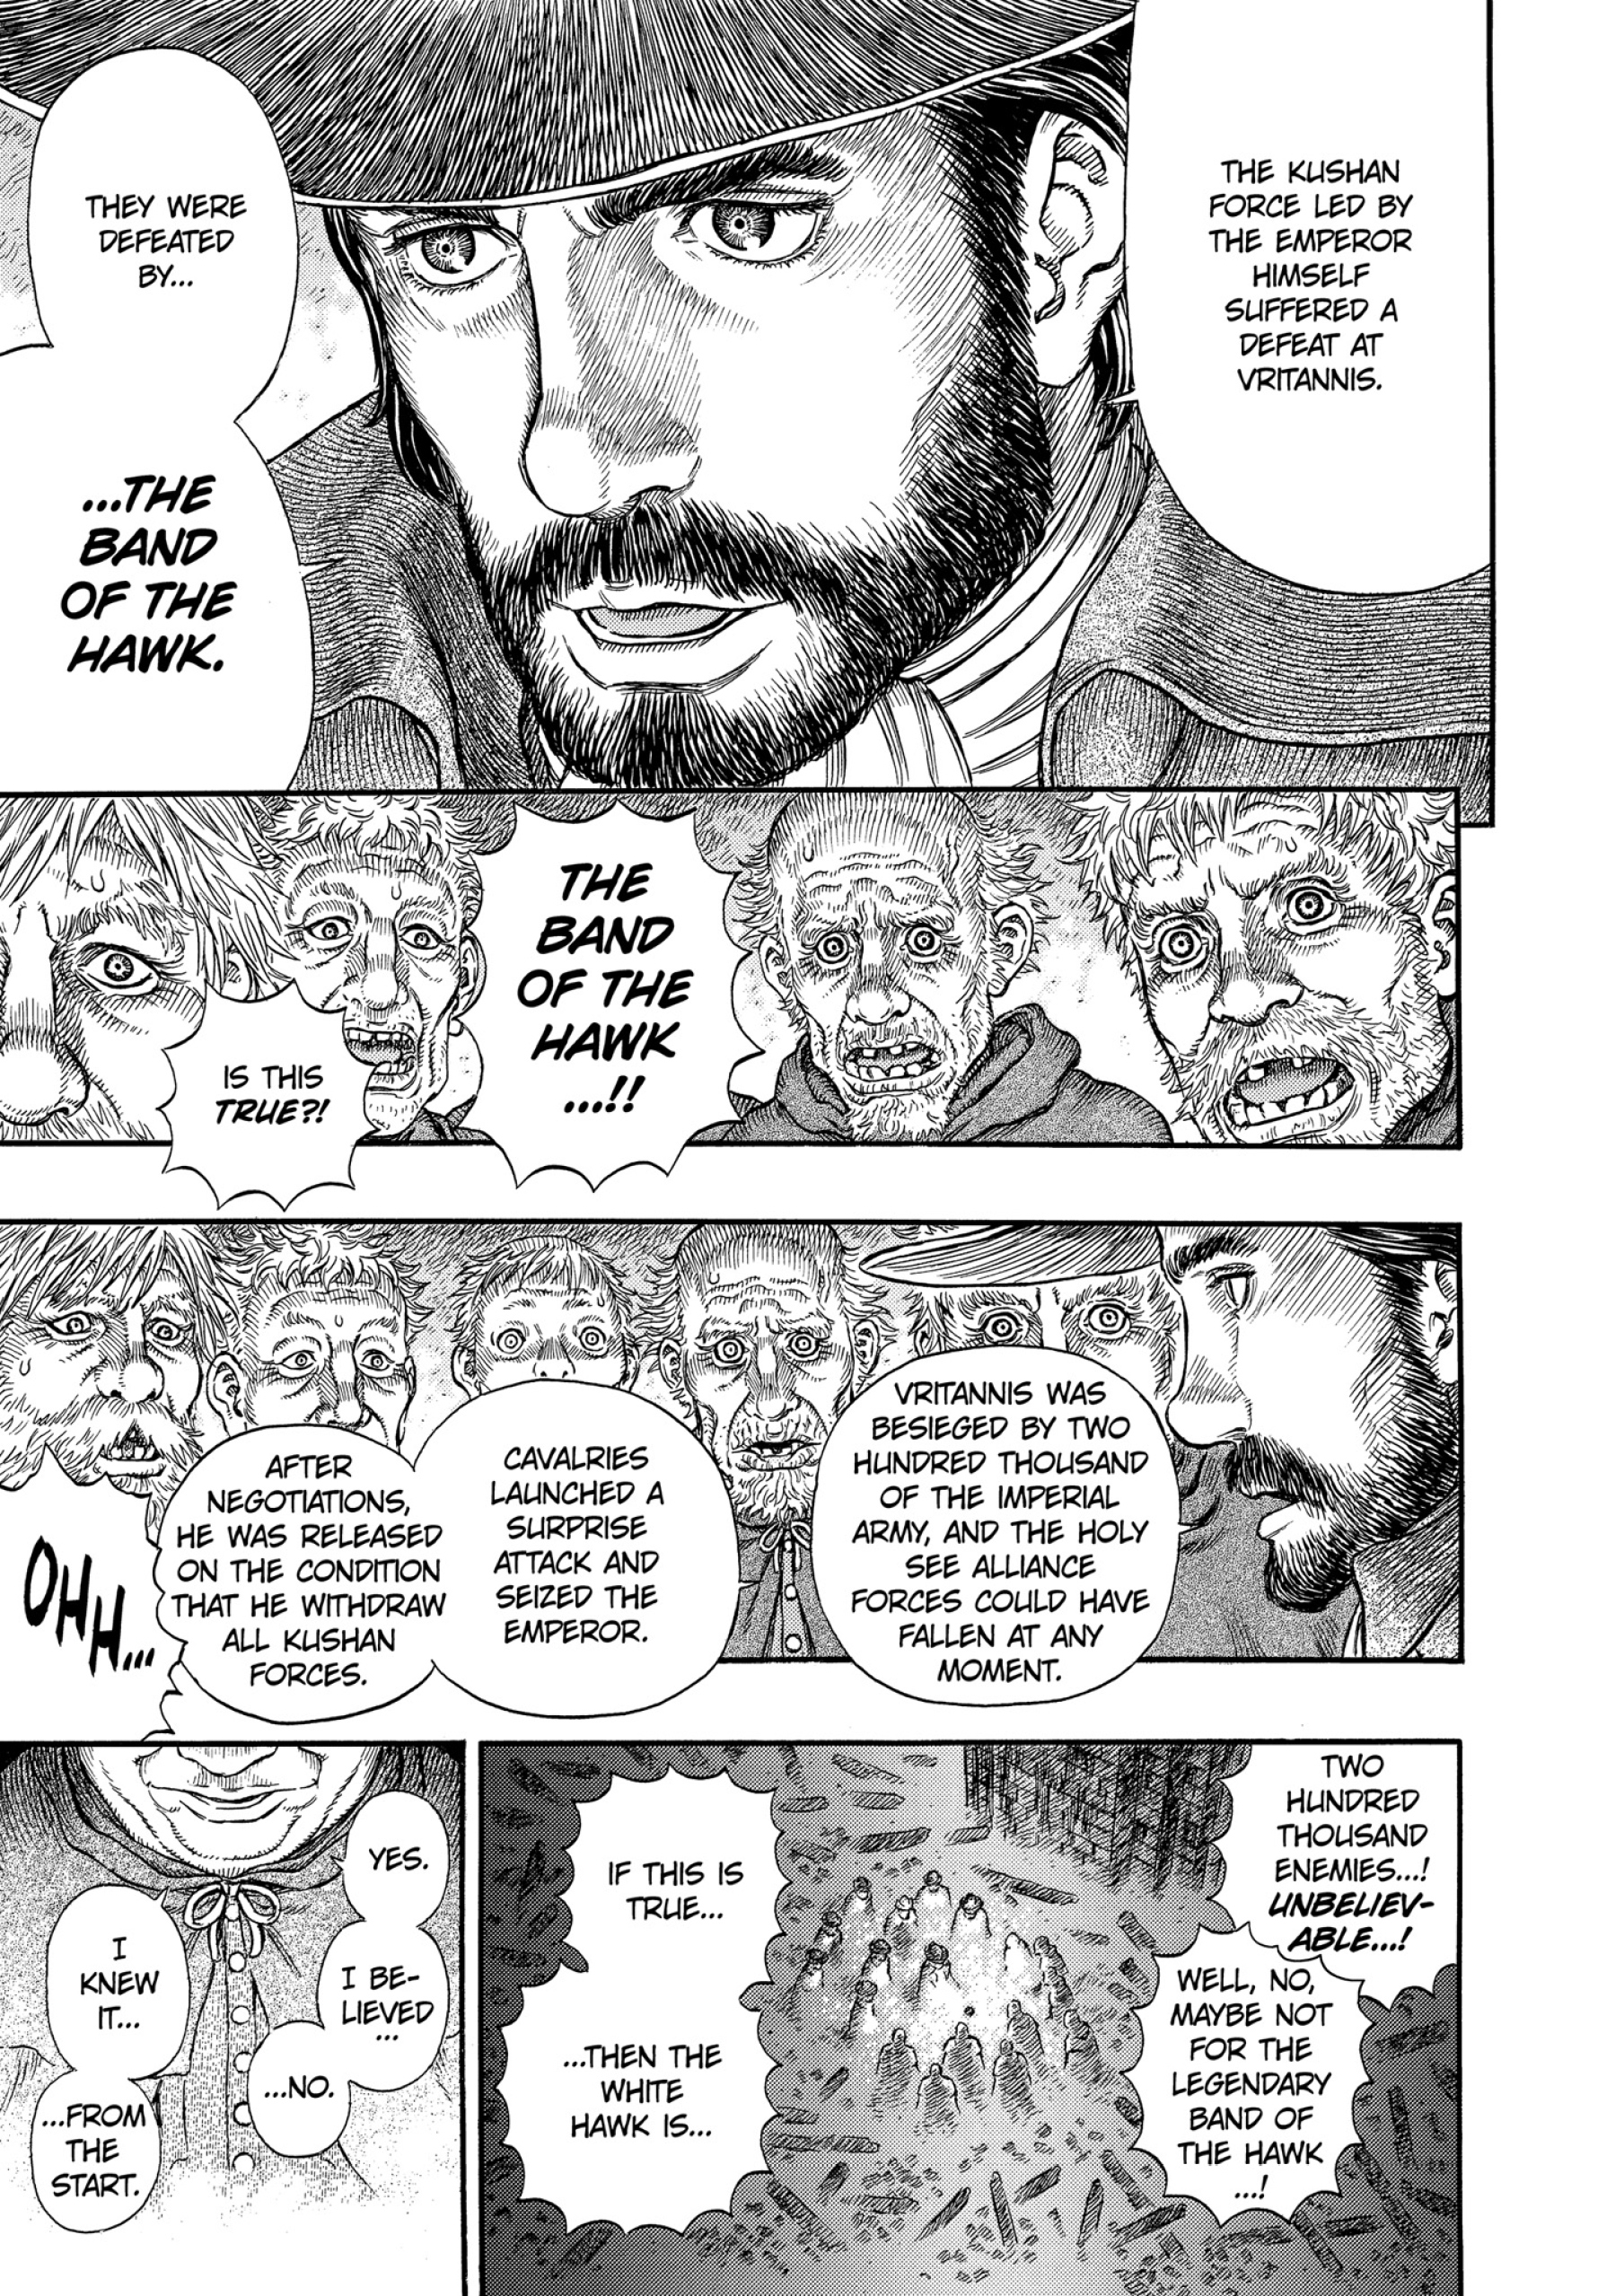 THE KUSHAN
FORCE LED BY
THE EMPEROR
HIMSELF
SUFFERED A
DEFEAT AT
VRITANNIS.
THEY WERE
DEFEATED
BY...
...THE
BAND
OF THE
HAWK.
THE
BAND
OF THE
HAWK
...!!
IS THIS
TRUE?!
VRITANNIS WAS
BESIEGED BY TWO
HUNDRED THOUSAND
OF THE IMPERIAL
ARMY, AND THE HOLY
SEE ALLIANCE
FORCES COULD HAVE
FALLEN AT ANY
MOMENT.
CAVALRIES
LAUNCHED A
SURPRISE
ATTACK AND
SEIZED THE
EMPEROR.
AFTER
NEGOTIATIONS,
HE WAS RELEASED
ON THE CONDITION
THAT HE WITHDRAW
ALL KUSHAN
FORCES.
OHH...
TWO
HUNDRED
THOUSAND
ENEMIES...!
UNBELIEV-
ABLE...!
WELL, NO,
MAYBE NOT
FOR THE
LEGENDARY
BAND OF
THE HAWK
...!
IF THIS IS
TRUE...
...THEN THE
WHITE
HAWK IS...
YES.
I BE-
LIEVED
...
...NO.
I
KNEW
IT...
...FROM
THE
START.